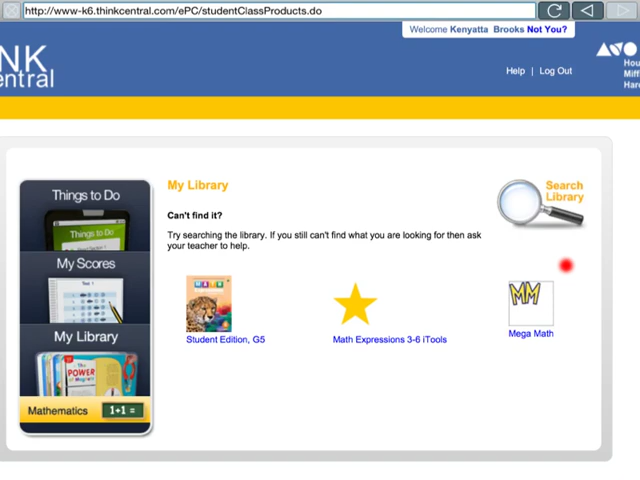 http://www-k6.thinkcentral.com/ePC/studentClassProducts.do
Welcome Kenyatta Brooks Not You?
NK
entral
Help | Log Out
Hou
Miff
Harc
Things to Do
Things to Do
My Scores
My Library
The
POWER
Mathematics
1+1 =
My Library
Can't find it?
Try searching the library. If you still can't find what you are looking for then ask
your teacher to help.
Search
Library
MATH
Student Edition, G5
Math Expressions 3-6 iTools
MM
Mega Math